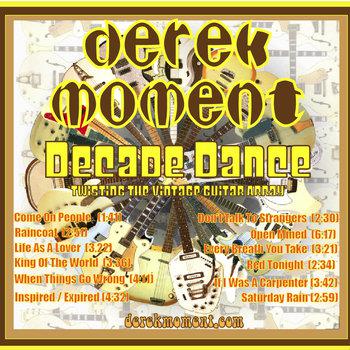 derek
moment
Decade Dance
TWISTING THE VINTAGE GUITAR ARRAY
Come On People (1:41)
Raincoat (2:57)
Life As A Lover (3:22)
King Of The World (3:36)
When Things Go Wrong (4:11)
Inspired / Expired (4:32)
Don't Talk To Strangers (2:30)
Open Minded (6:17)
Every Breath You Take (3:21)
Red Tonight (2:34)
If I Was A Carpenter (3:42)
Saturday Rain (2:59)
derekmoment.com